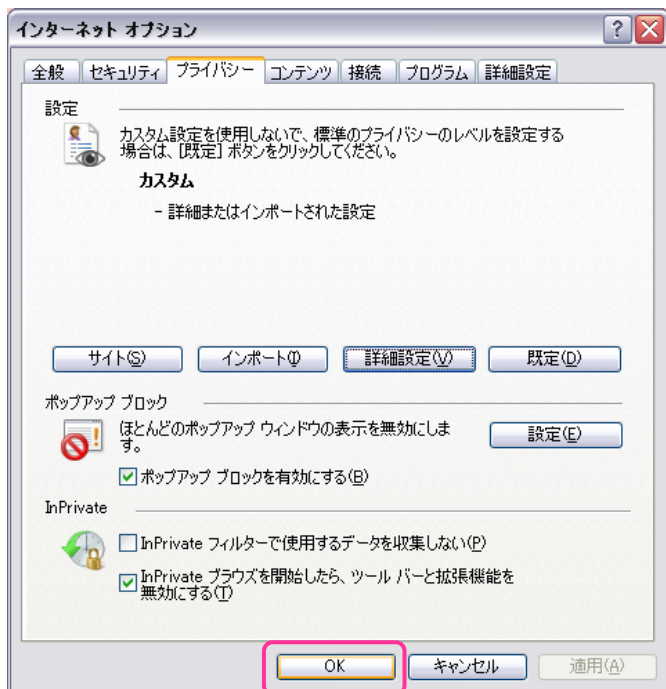 インターネット オプション
全般 セキュリティ プライバシー コンテンツ 接続 プログラム 詳細設定
設定
カスタム設定を使用しないで、標準のプライバシーのレベルを設定する
場合は、[既定] ボタンをクリックしてください。
カスタム
- 詳細またはインポートされた設定
サイト(S) インポート(I) 詳細設定(V) 既定(D)
ポップアップ ブロック
ほとんどのポップアップ ウィンドウの表示を無効にしま
す。
設定(E)
ポップアップ ブロックを有効にする(B)
InPrivate
InPrivate フィルターで使用するデータを収集しない(P)
InPrivate ブラウズを開始したら、ツール バーと拡張機能を
無効にする(T)
OK キャンセル 適用(A)